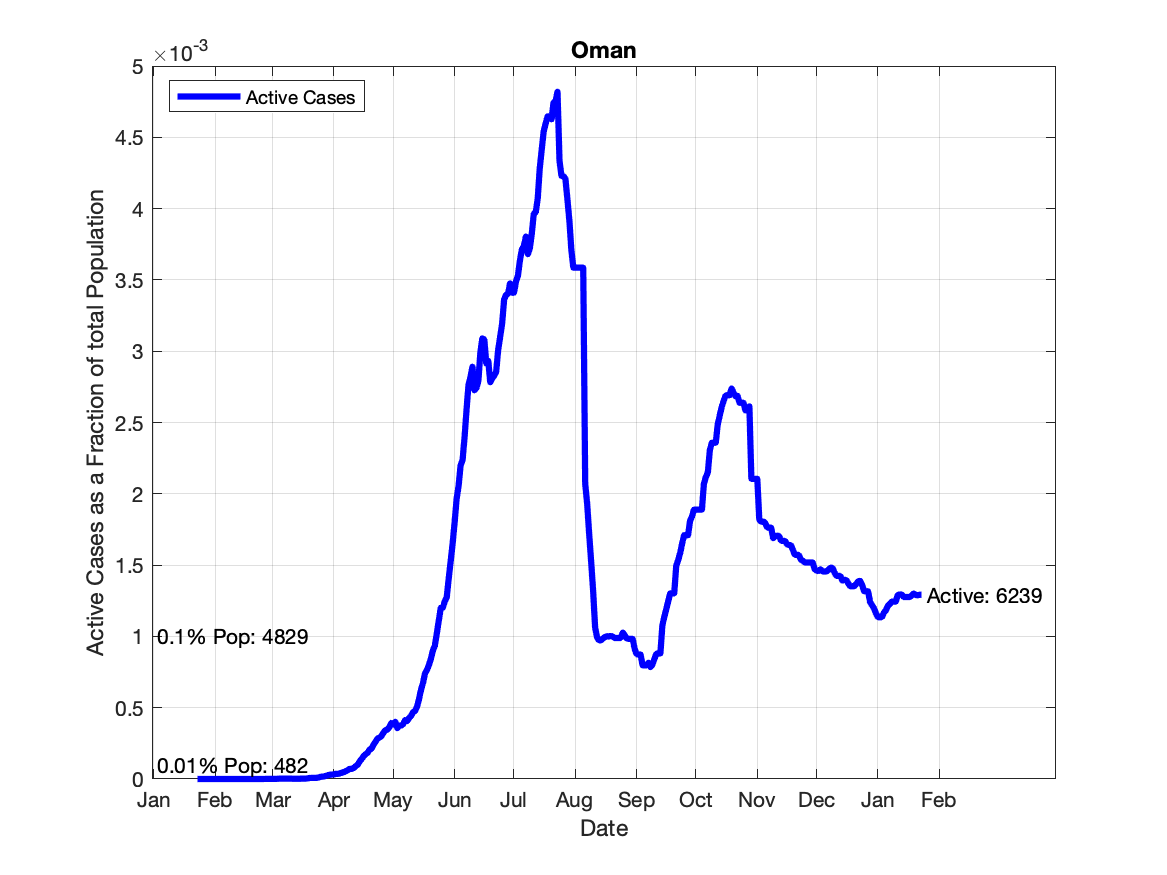 Oman
×10-3
Active Cases
5
4.5
4
3.5
3
2.5
2
1.5
1
0.5
0
Active Cases as a Fraction of total Population
0.1% Pop: 4829
0.01% Pop: 482
Active: 6239
Jan Feb Mar Apr May Jun Jul Aug Sep Oct Nov Dec Jan Feb
Date